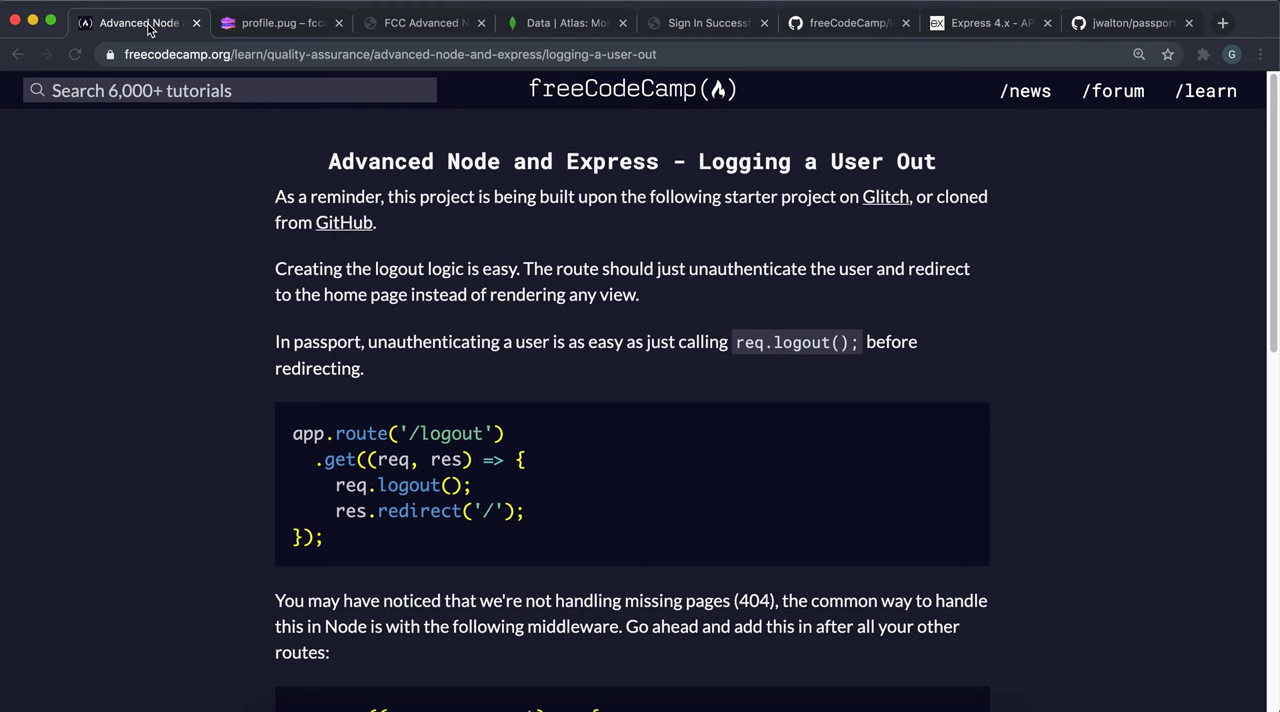 Advanced Node
profile.pug – fcc
FCC Advanced N
Data | Atlas: Mon
Sign In Successf
freeCodeCamp/
Express 4.x - AP
jwalton/passpor
freecodecamp.org/learn/quality-assurance/advanced-node-and-express/logging-a-user-out
G
Search 6,000+ tutorials
freeCodeCamp
/news
/forum
/learn
Advanced Node and Express - Logging a User Out
As a reminder, this project is being built upon the following starter project on Glitch, or cloned
from GitHub.
Creating the logout logic is easy. The route should just unauthenticate the user and redirect
to the home page instead of rendering any view.
In passport, unauthenticating a user is as easy as just calling req.logout(); before
redirecting.
app.route('/logout')
.get((req, res) => {
req.logout();
res.redirect('/');
});
You may have noticed that we're not handling missing pages (404), the common way to handle
this in Node is with the following middleware. Go ahead and add this in after all your other
routes: